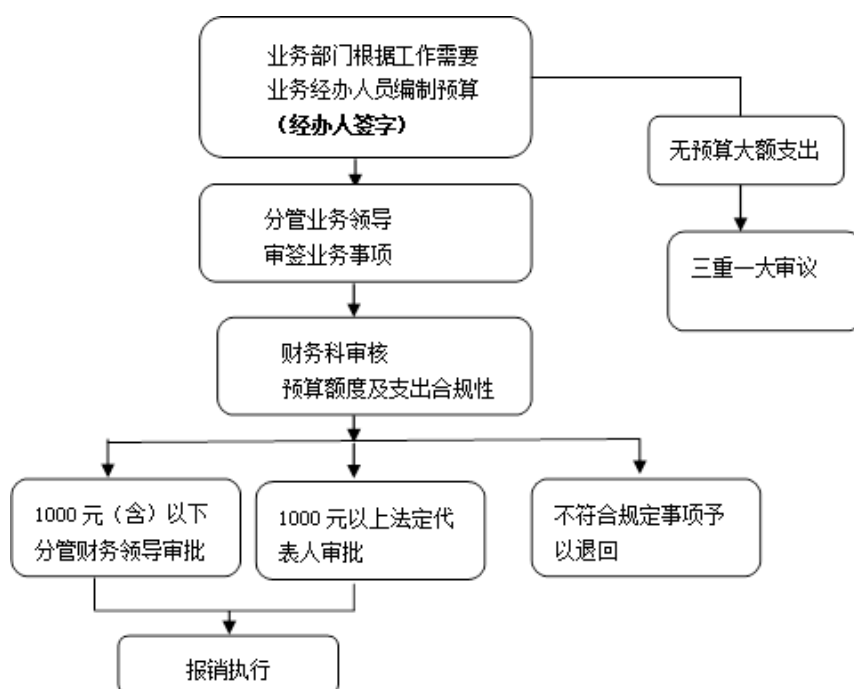 业务部门根据工作需要
业务经办人员编制预算
（经办人签字）
无预算大额支出
分管业务领导
审签业务事项
三重一大审议
财务科审核
预算额度及支出合规性
1000 元（含）以下
分管财务领导审批
1000 元以上法定代
表人审批
不符合规定事项予
以退回
报销执行